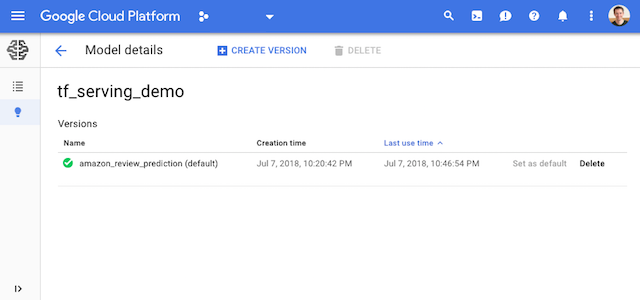 Google Cloud Platform
Model details CREATE VERSION DELETE
tf_serving_demo
Versions
Name Creation time Last use time
amazon_review_prediction (default) Jul 7, 2018, 10:20:42 PM Jul 7, 2018, 10:46:54 PM Set as default Delete